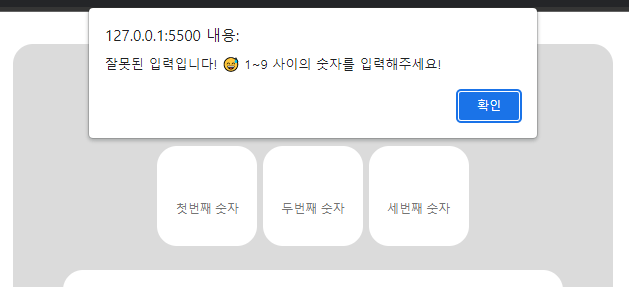 127.0.0.1:5500 내용:
잘못된 입력입니다! 😅 1~9 사이의 숫자를 입력해주세요!
확인
첫번째 숫자 두번째 숫자 세번째 숫자